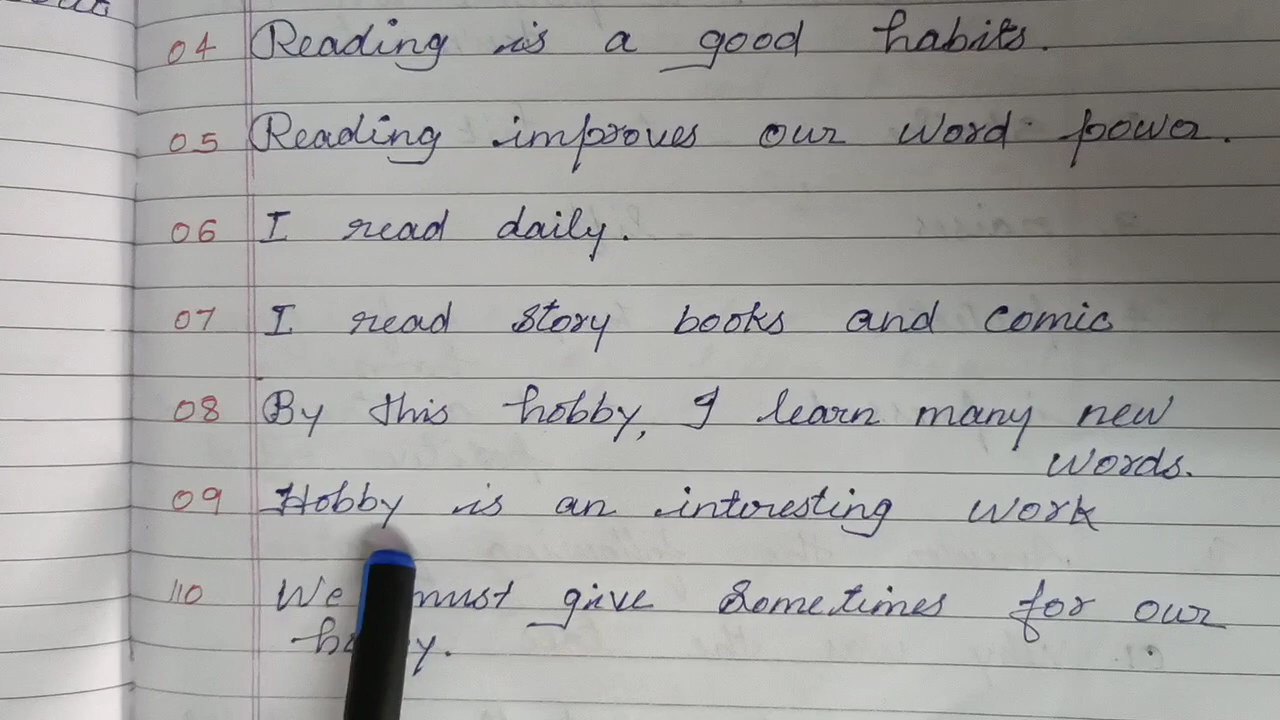 04 Reading is a good habits.
05 Reading improves our word power.
06 I read daily.
07 I read story books and comic
08 By this hobby, I learn many new
words.
09 Hobby is an interesting work
10 We must give Sometimes for our